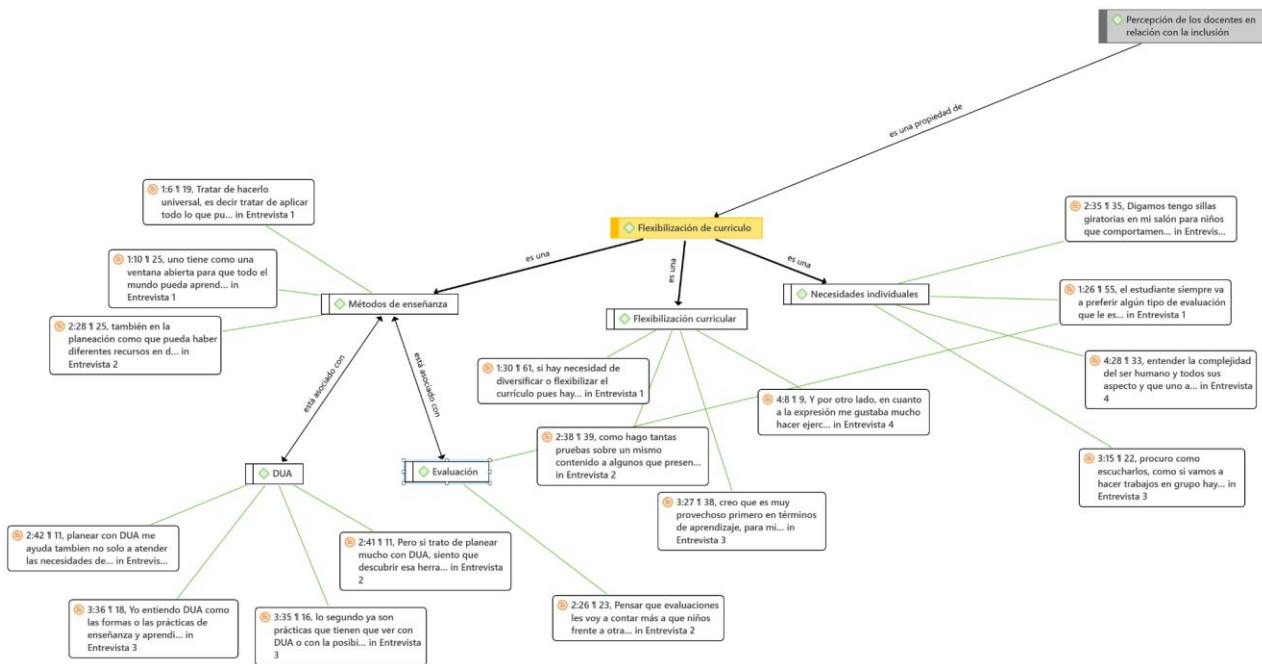 Percepción de los docentes en
relación con la inclusión
es una propiedad de
1:6 ¶ 19, Tratar de hacerlo
universal, es decir tratar de aplicar
todo lo que pu... in Entrevista 1
Flexibilización de curriculo
2:35 ¶ 35, Digamos tengo sillas
giratorias en mi salón para niños
que comportamen... in Entrevis...
1:10 ¶ 25, uno tiene como una
ventana abierta para que todo el
mundo pueda aprend... in
Entrevista 1
es una
es una
es una
Métodos de enseñanza
Necesidades individuales
1:26 ¶ 55, el estudiante siempre va
a preferir algún tipo de evaluación
que le es... in Entrevista 1
2:28 ¶ 25, también en la
planeación como que pueda haber
diferentes recursos en d... in
Entrevista 2
Flexibilización curricular
está asociado con
está asociado con
1:30 ¶ 61, si hay necesidad de
diversificar o flexibilizar el
currículo pues hay... in Entrevista 1
4:28 ¶ 33, entender la complejidad
del ser humano y todos sus
aspecto y que uno a... in Entrevista
4
4:8 ¶ 9, Y por otro lado, en cuanto
a la expresión me gustaba mucho
hacer ejerc... in Entrevista 4
2:38 ¶ 39, como hago tantas
pruebas sobre un mismo
contenido a algunos que presen...
in Entrevista 2
3:15 ¶ 22, procuro como
escucharlos, como si vamos a
hacer trabajos en grupo hay... in
Entrevista 3
DUA
Evaluación
3:27 ¶ 38, creo que es muy
provechoso primero en términos
de aprendizaje, para mi... in
Entrevista 3
2:42 ¶ 11, planear con DUA me
ayuda tambien no solo a atender
las necesidades de... in Entrevis...
2:41 ¶ 11, Pero si trato de planear
mucho con DUA, siento que
descubrir esa herra... in Entrevista
2
3:36 ¶ 18, Yo entiendo DUA como
las formas o las prácticas de
enseñanza y aprendi... in
Entrevista 3
3:35 ¶ 16, lo segundo ya son
prácticas que tienen que ver con
DUA o con la posibi... in Entrevista
3
2:26 ¶ 23, Pensar que evaluaciones
les voy a contar más a que niños
frente a otra... in Entrevista 2